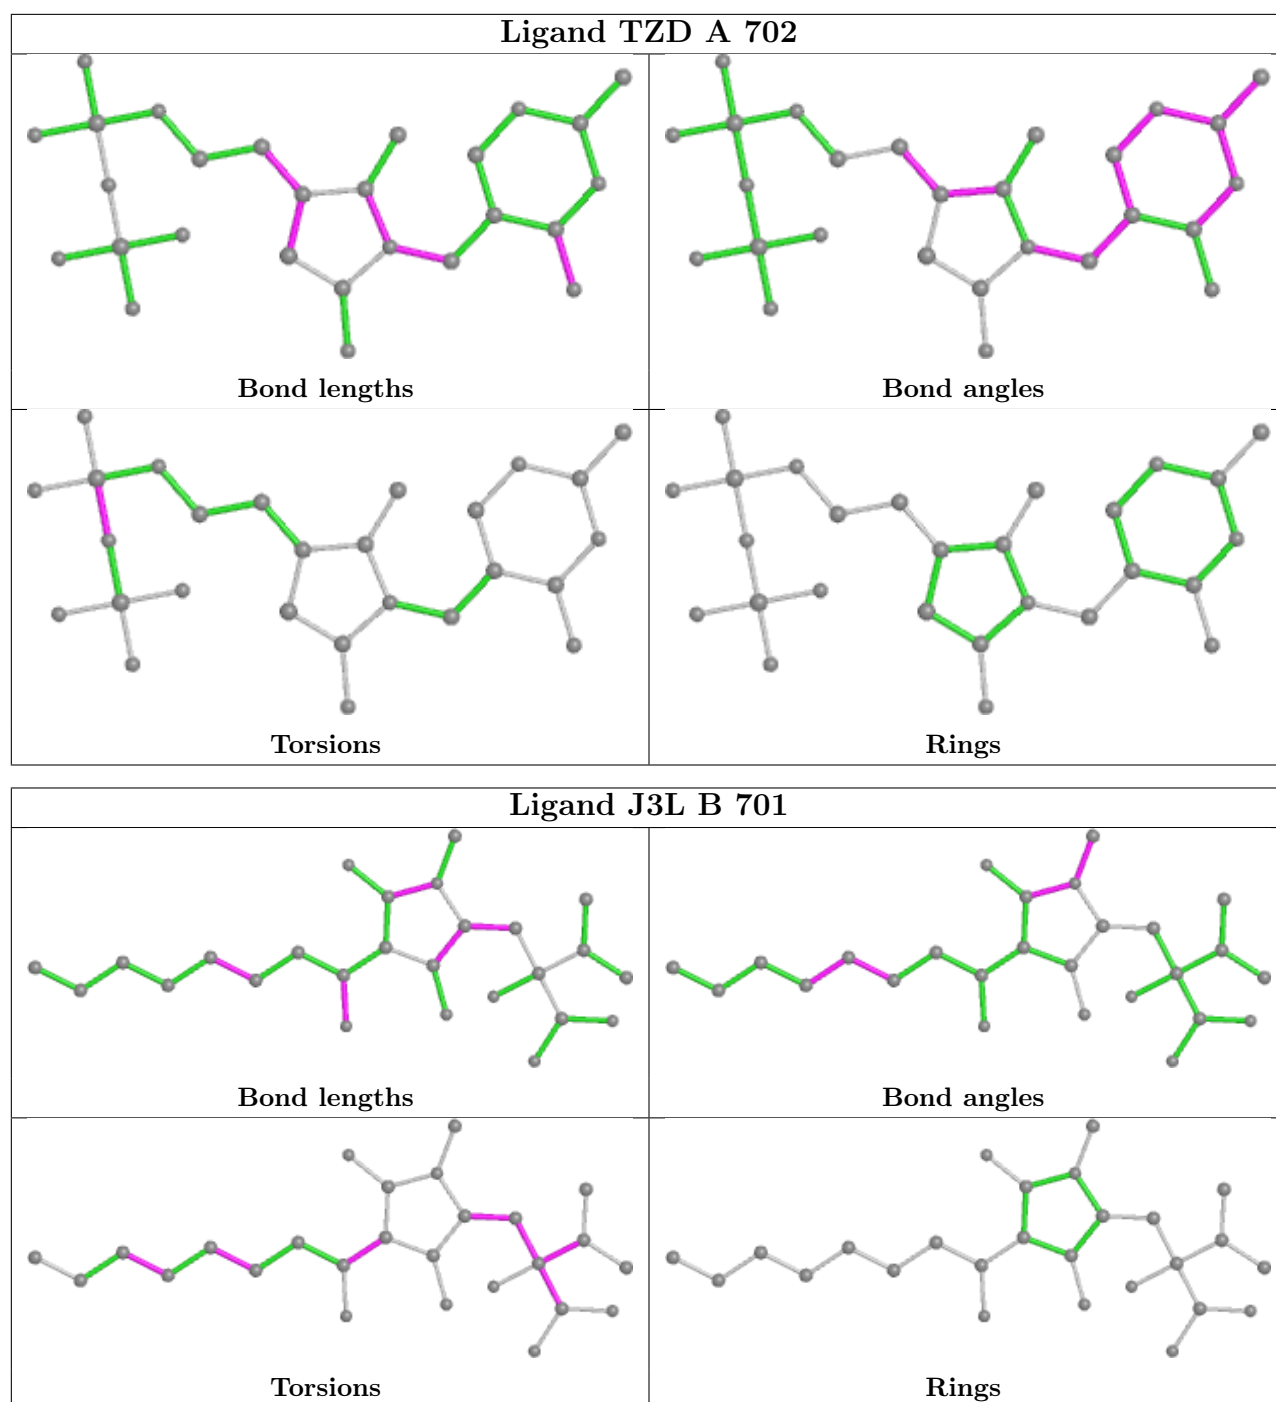 Ligand TZD A 702
Bond lengths
Bond angles
Torsions
Rings
Ligand J3L B 701
Bond lengths
Bond angles
Torsions
Rings